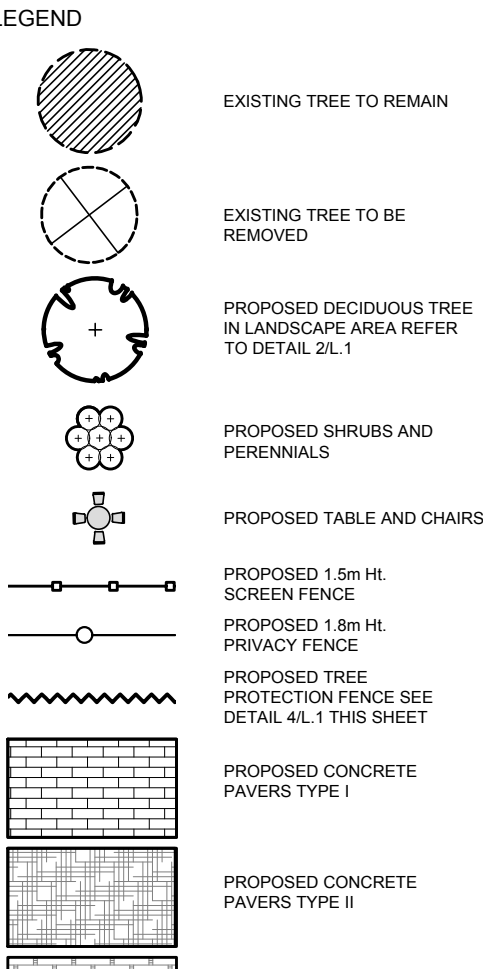 LEGEND
EXISTING TREE TO REMAIN
EXISTING TREE TO BE
REMOVED
PROPOSED DECIDUOUS TREE
IN LANDSCAPE AREA REFER
TO DETAIL 2/L.1
PROPOSED SHRUBS AND
PERENNIALS
PROPOSED TABLE AND CHAIRS
PROPOSED 1.5m Ht.
SCREEN FENCE
PROPOSED 1.8m Ht.
PRIVACY FENCE
PROPOSED TREE
PROTECTION FENCE SEE
DETAIL 4/L.1 THIS SHEET
PROPOSED CONCRETE
PAVERS TYPE I
PROPOSED CONCRETE
PAVERS TYPE II